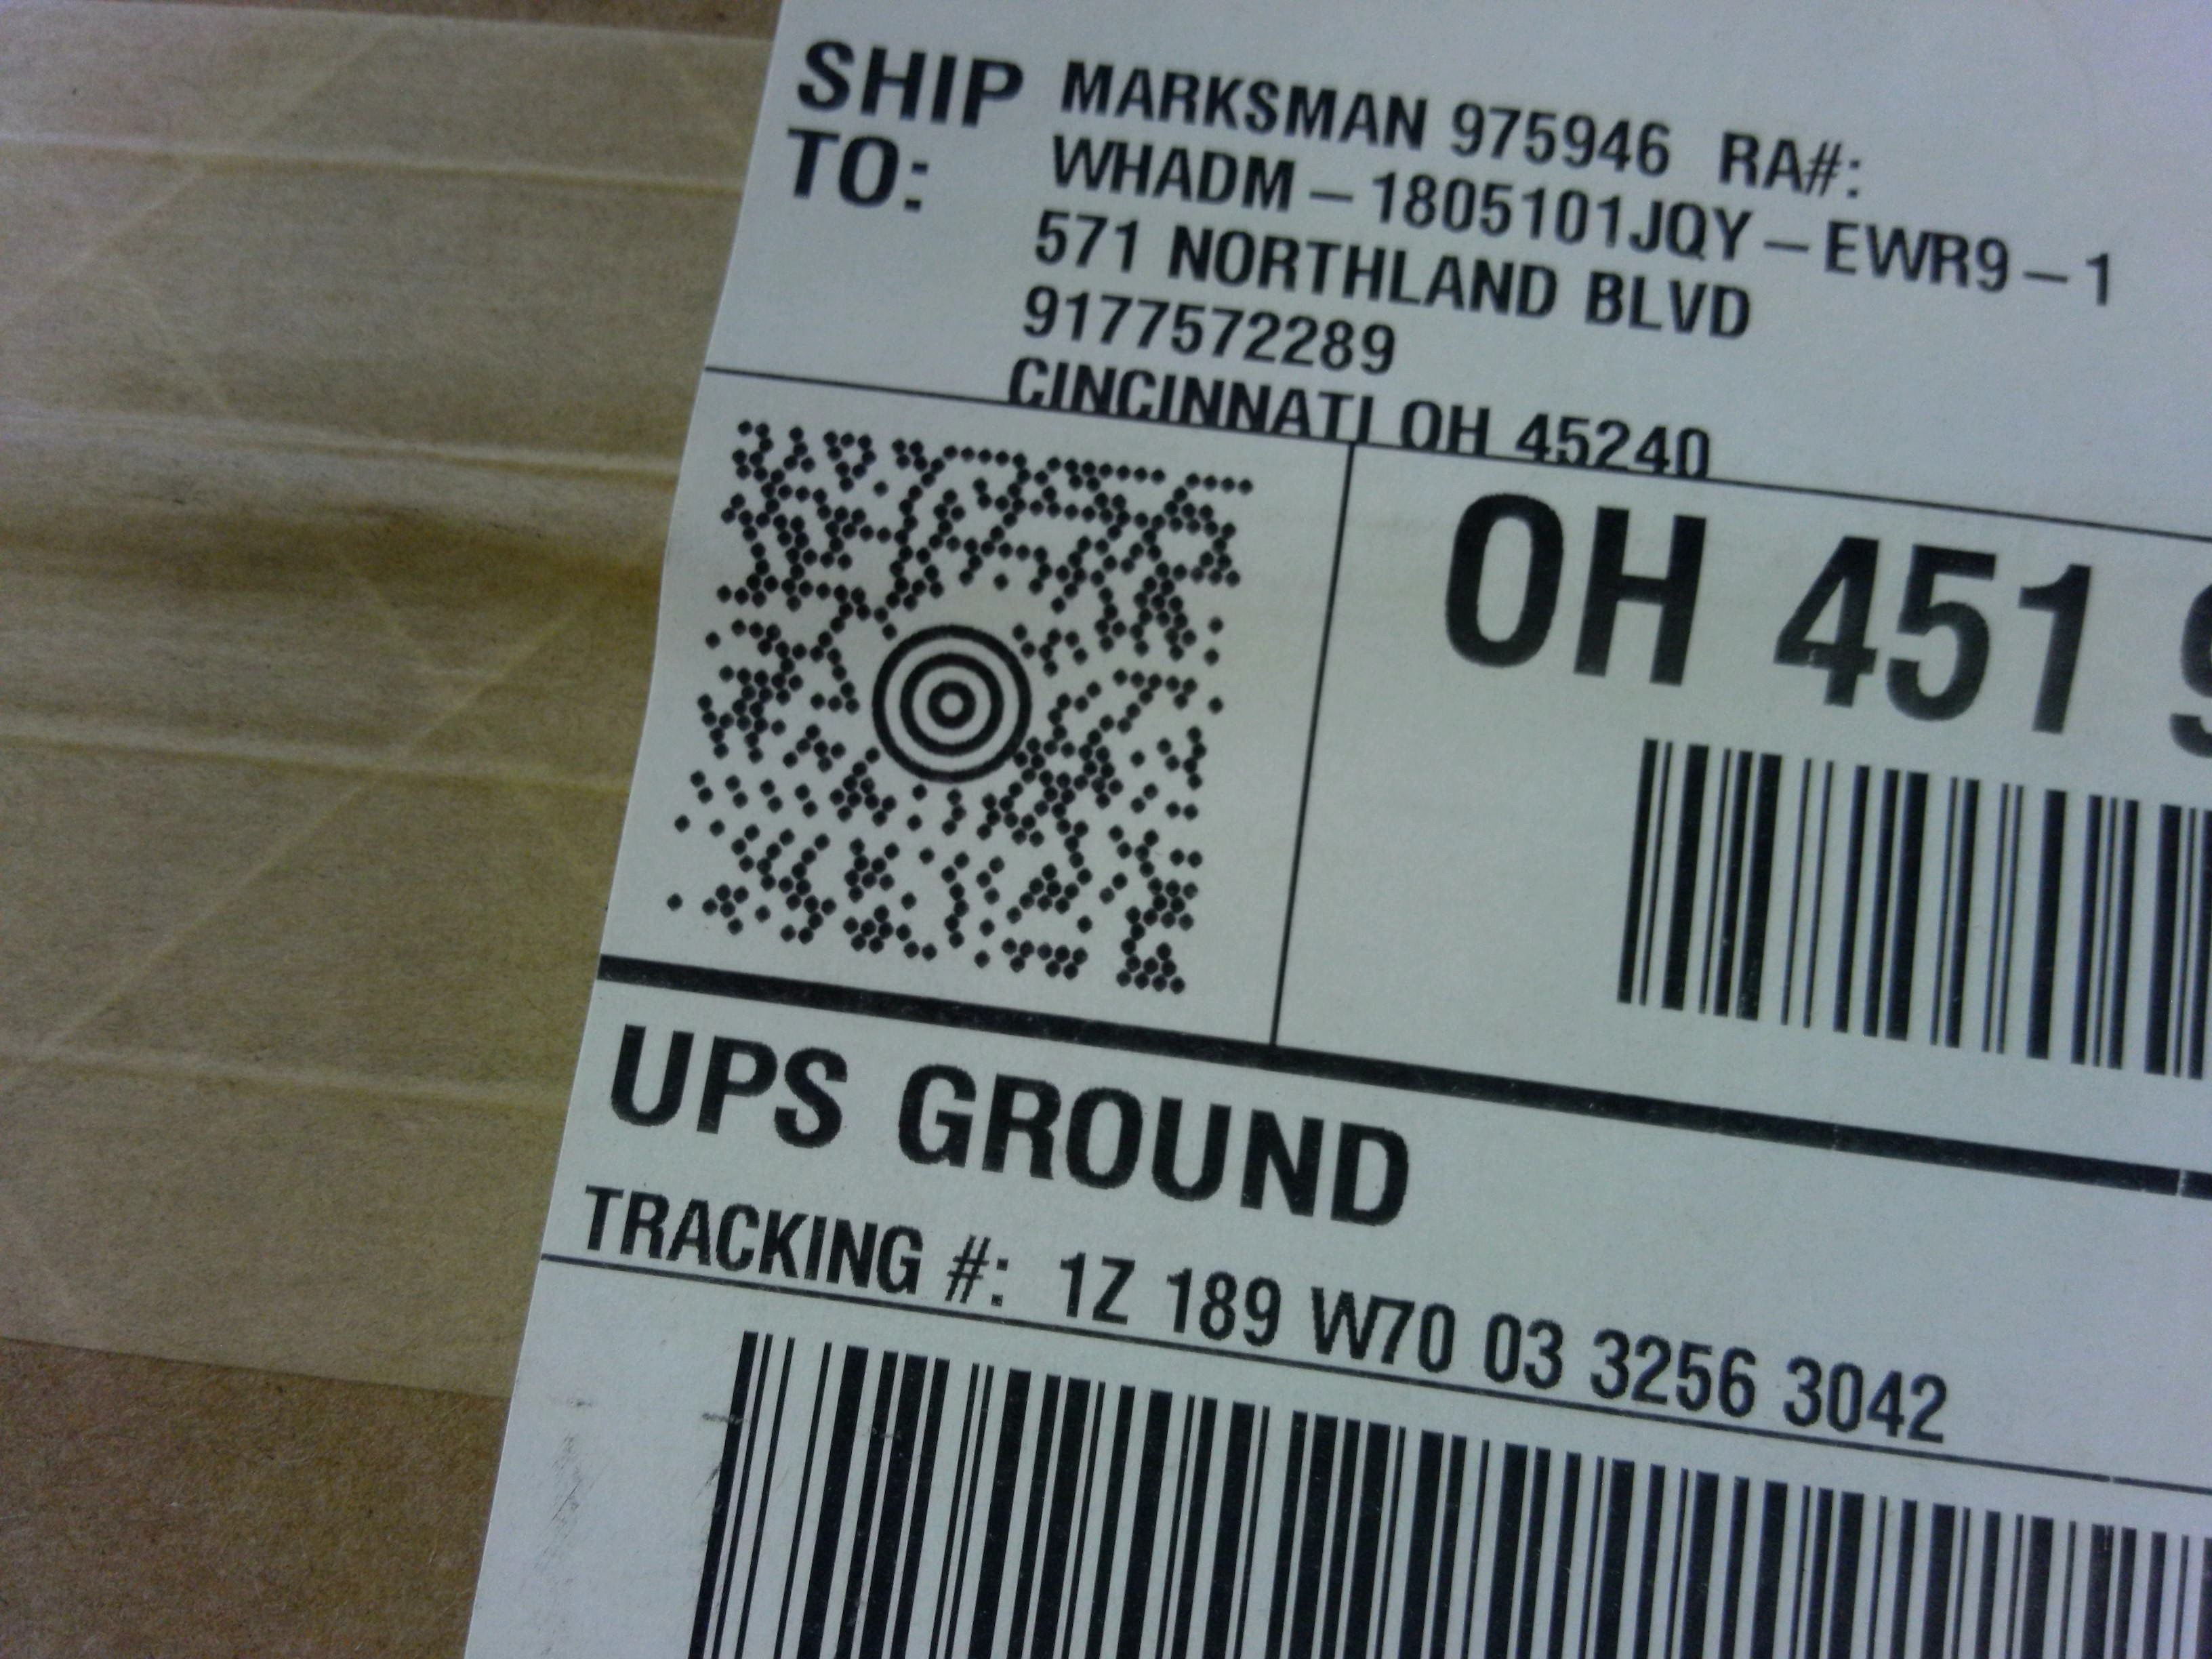 SHIP TO:
MARKSMAN 975946 RA#:
WHADM – 1805101JQY – EWR9 – 1
571 NORTHLAND BLVD
9177572289
CINCINNATI OH 45240
OH 451
UPS GROUND
TRACKING #: 1Z 189 W70 03 3256 3042